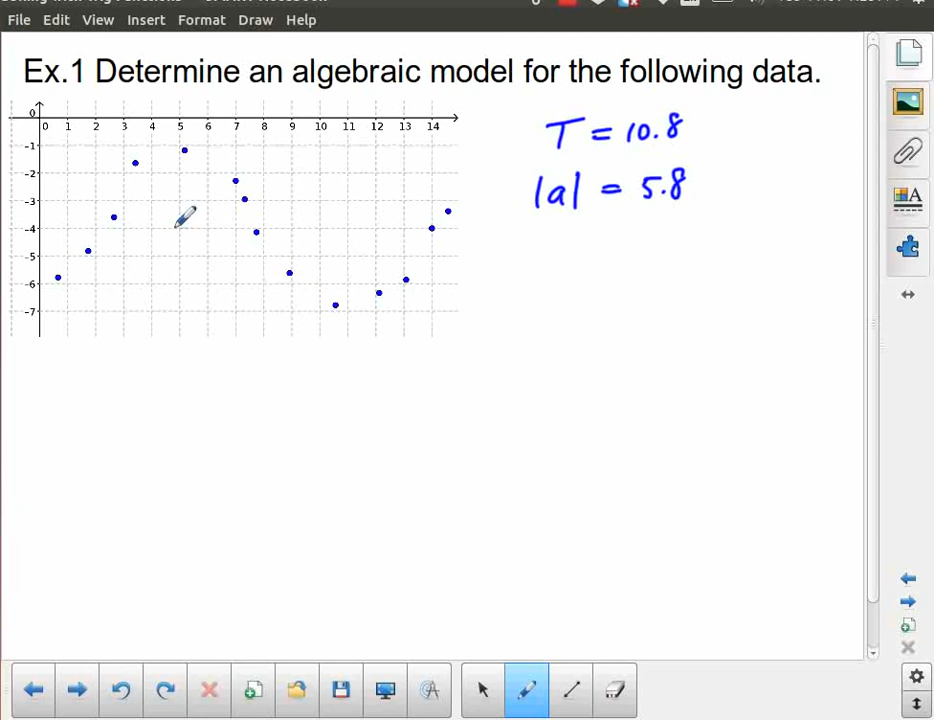 File Edit View Insert Format Draw Help
Ex.1 Determine an algebraic model for the following data.
0
0 1 2 3 4 5 6 7 8 9 10 11 12 13 14
-1
-2
-3
-4
-5
-6
-7
T = 10.8
|a| = 5.8